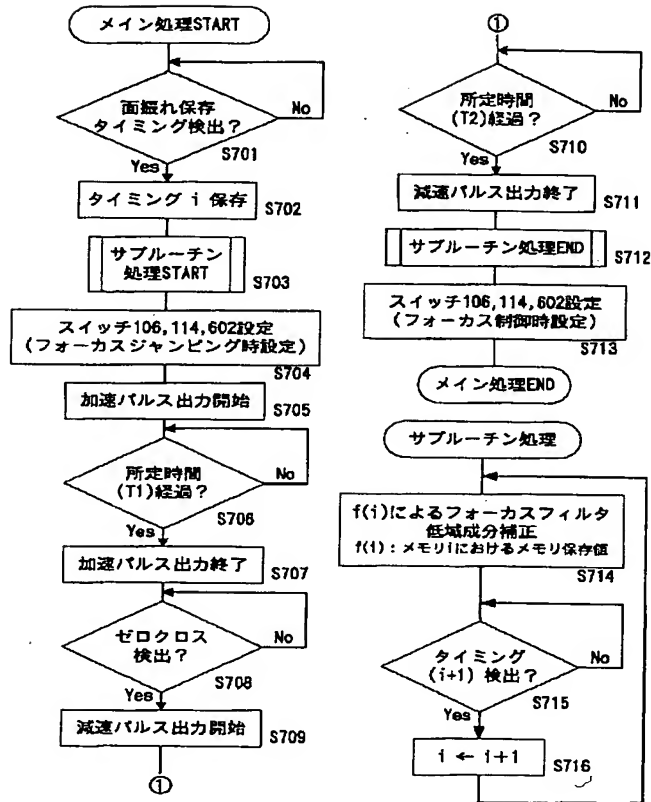 メイン処理START
面振れ保存
タイミング検出？
No
Yes
S701
タイミング i 保存
S702
サブルーチン
処理START
S703
スイッチ106,114,602設定
(フォーカスジャンピング時設定)
S704
加速パルス出力開始
S705
所定時間
(T1)経過？
No
Yes
S706
加速パルス出力終了
S707
ゼロクロス
検出？
No
Yes
S708
減速パルス出力開始
S709
①
①
所定時間
(T2)経過？
No
Yes
S710
減速パルス出力終了
S711
サブルーチン処理END
S712
スイッチ106,114,602設定
(フォーカス制御時設定)
S713
メイン処理END
サブルーチン処理
f(i)によるフォーカスフィルタ
低域成分補正
f(i)：メモリiにおけるメモリ保存値
S714
タイミング
(i+1) 検出？
No
Yes
S715
i ← i+1
S716